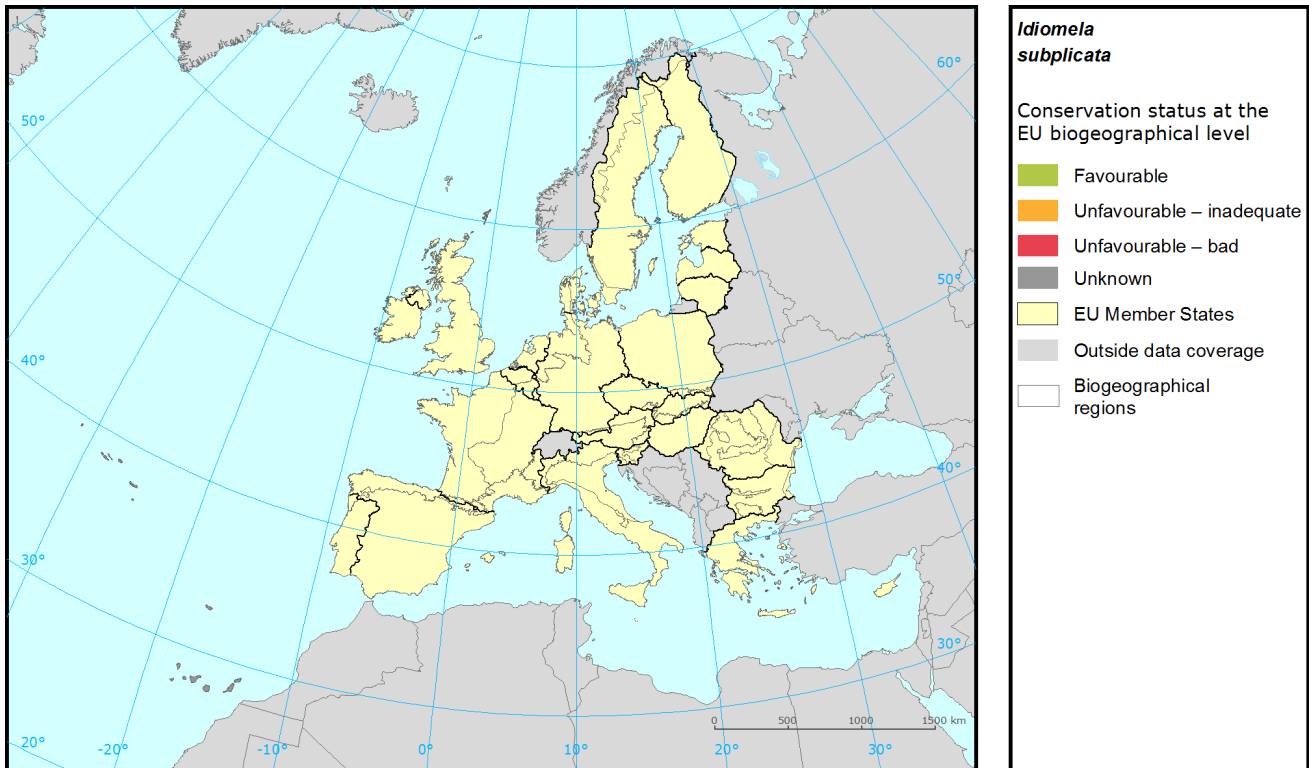 Idiomela
subplicata
Conservation status at the
EU biogeographical level
Favourable
Unfavourable – inadequate
Unfavourable – bad
Unknown
EU Member States
Outside data coverage
Biogeographical
regions
60°
50°
50°
40°
40°
30°
30°
0 500 1000 1500 km
20° -20° -10° 0° 10° 20° 30°